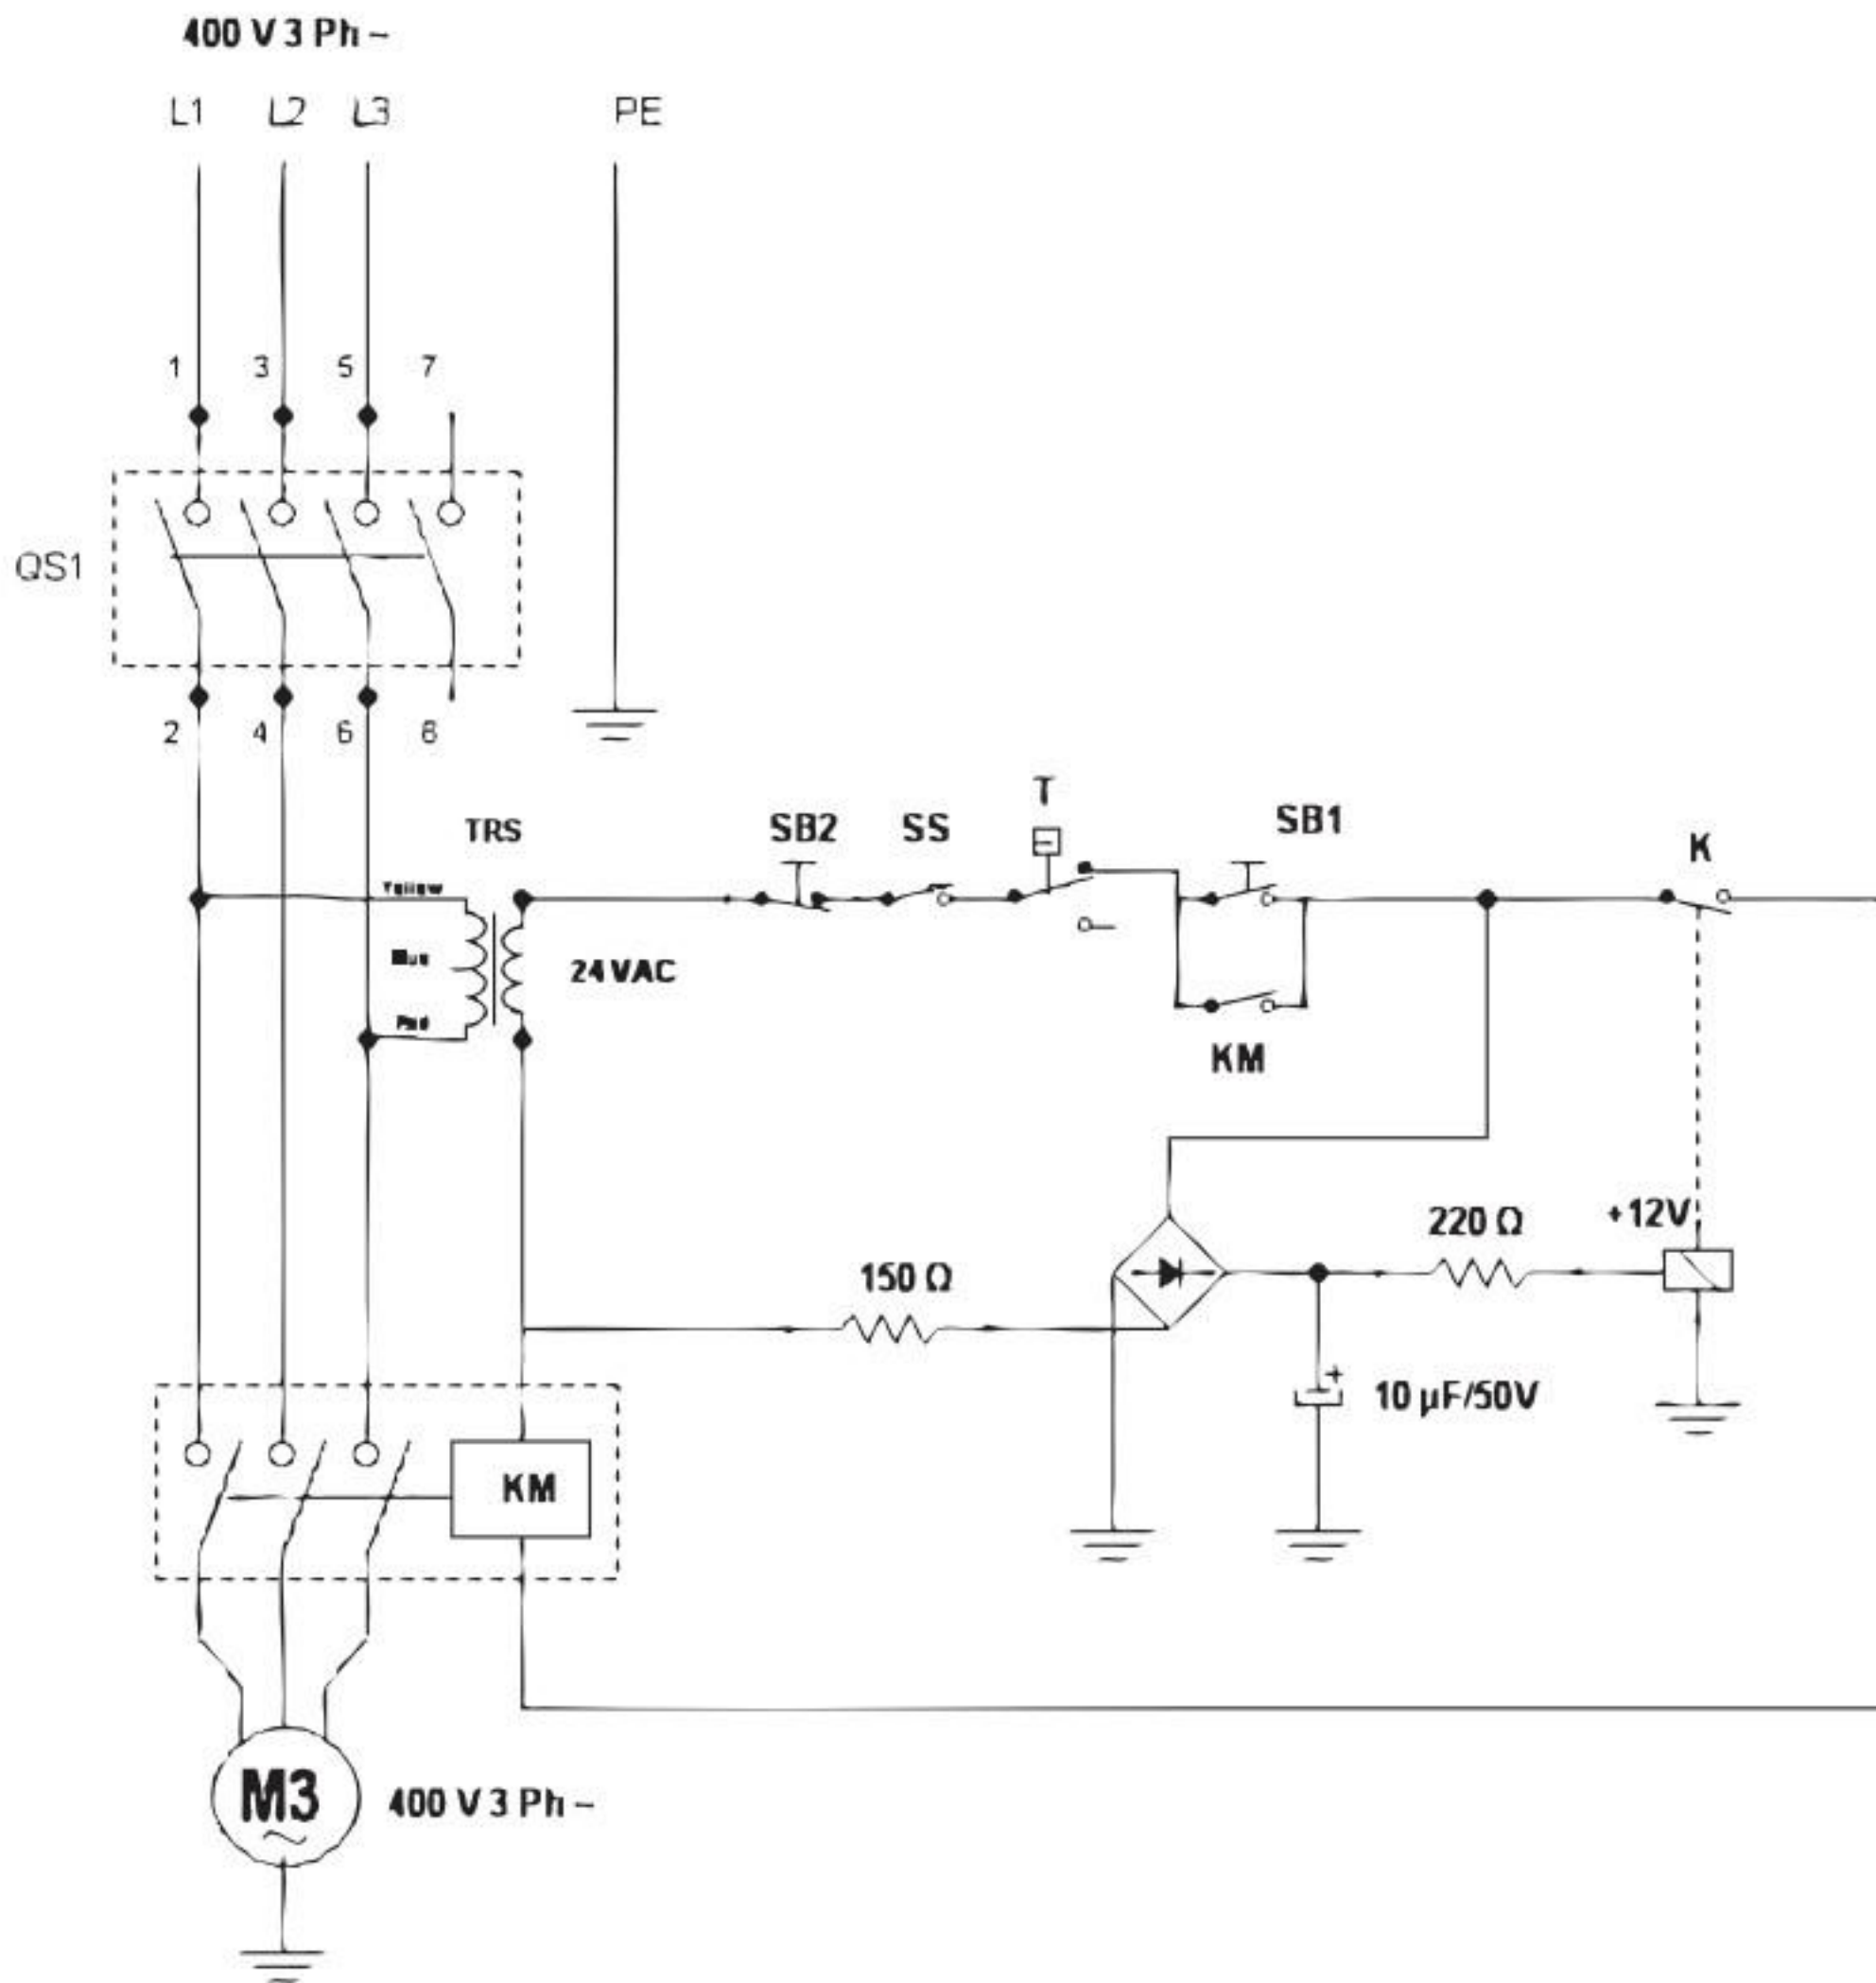 400 V 3 Ph ~
L1 L2 L3 PE
1 3 5 7
QS1
2 4 6 8
T
TRS SB2 SS SB1 K
Yellow
24 VAC
Red
KM
220 Ω +12V
150 Ω
+
10 µF/50V
KM
M3
~
400 V 3 Ph ~